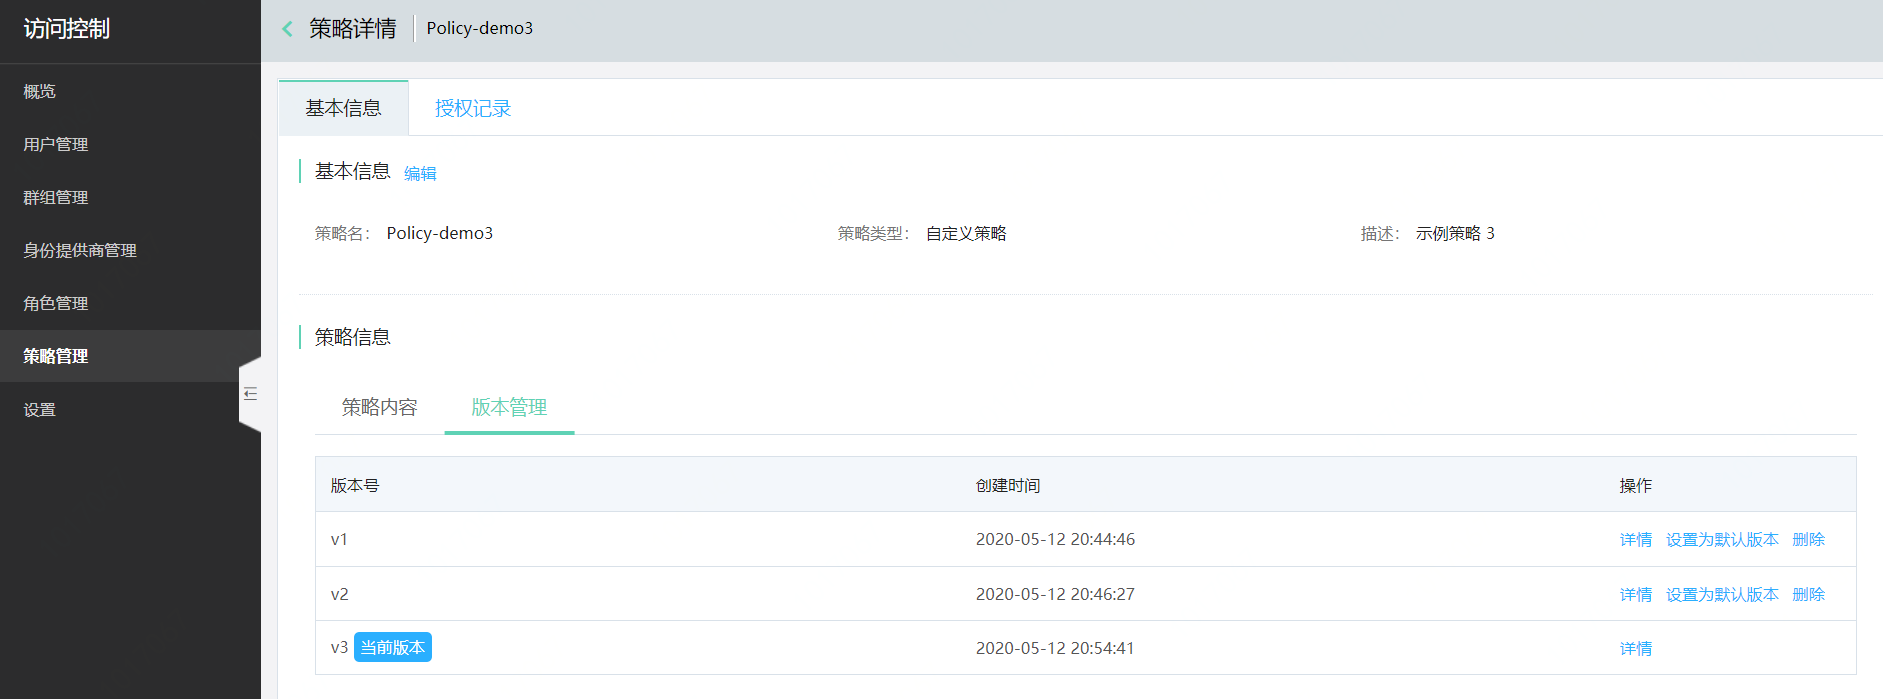 访问控制
概览
用户管理
群组管理
身份提供商管理
角色管理
策略管理
设置
策略详情 Policy-demo3
基本信息 授权记录
基本信息 编辑
策略名： Policy-demo3 策略类型： 自定义策略 描述： 示例策略 3
策略信息
策略内容 版本管理
版本号 创建时间 操作
v1 2020-05-12 20:44:46 详情 设置为默认版本 删除
v2 2020-05-12 20:46:27 详情 设置为默认版本 删除
v3 当前版本 2020-05-12 20:54:41 详情